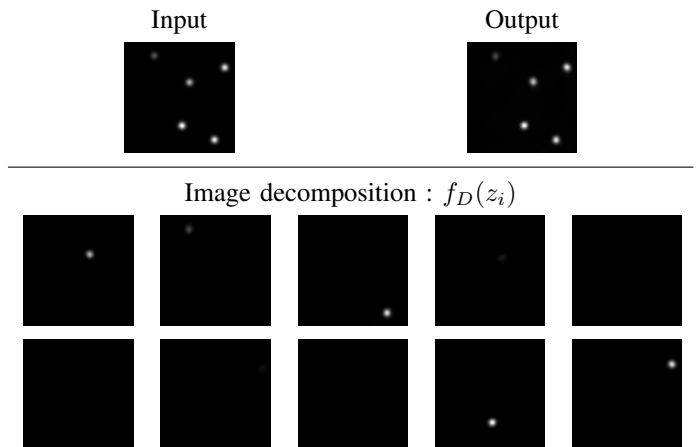 Input Output
Image decomposition : $f_D(z_i)$